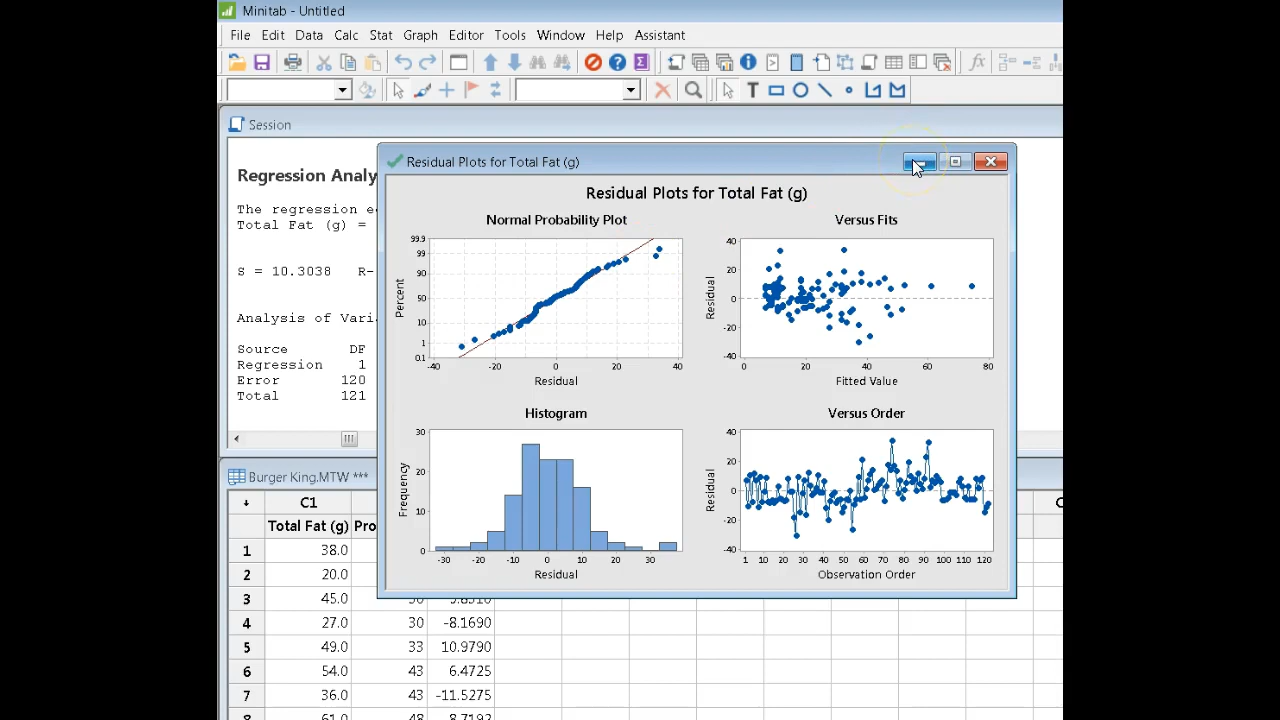 Minitab - Untitled
File Edit Data Calc Stat Graph Editor Tools Window Help Assistant
Session
Residual Plots for Total Fat (g)
Regression Analy
The regression e
Total Fat (g) =
S = 10.3038 R-
Analysis of Vari
Source DF
Regression 1
Error 120
Total 121
Residual Plots for Total Fat (g)
Normal Probability Plot
99.9
99
90
50
10
1
0.1
Percent
-40 -20 0 20 40
Residual
Versus Fits
40
20
0
-20
-40
Residual
0 20 40 60 80
Fitted Value
Histogram
30
20
10
0
Frequency
-30 -20 -10 0 10 20 30
Residual
Versus Order
40
20
0
-20
-40
Residual
1 10 20 30 40 50 60 70 80 90 100 110 120
Observation Order
Burger King.MTW ***
C1
Total Fat (g) Pro
1 38.0
2 20.0
3 45.0
4 27.0 30 -8.1690
5 49.0 33 10.9790
6 54.0 43 6.4725
7 36.0 43 -11.5275
8 61.0 48 8.7192